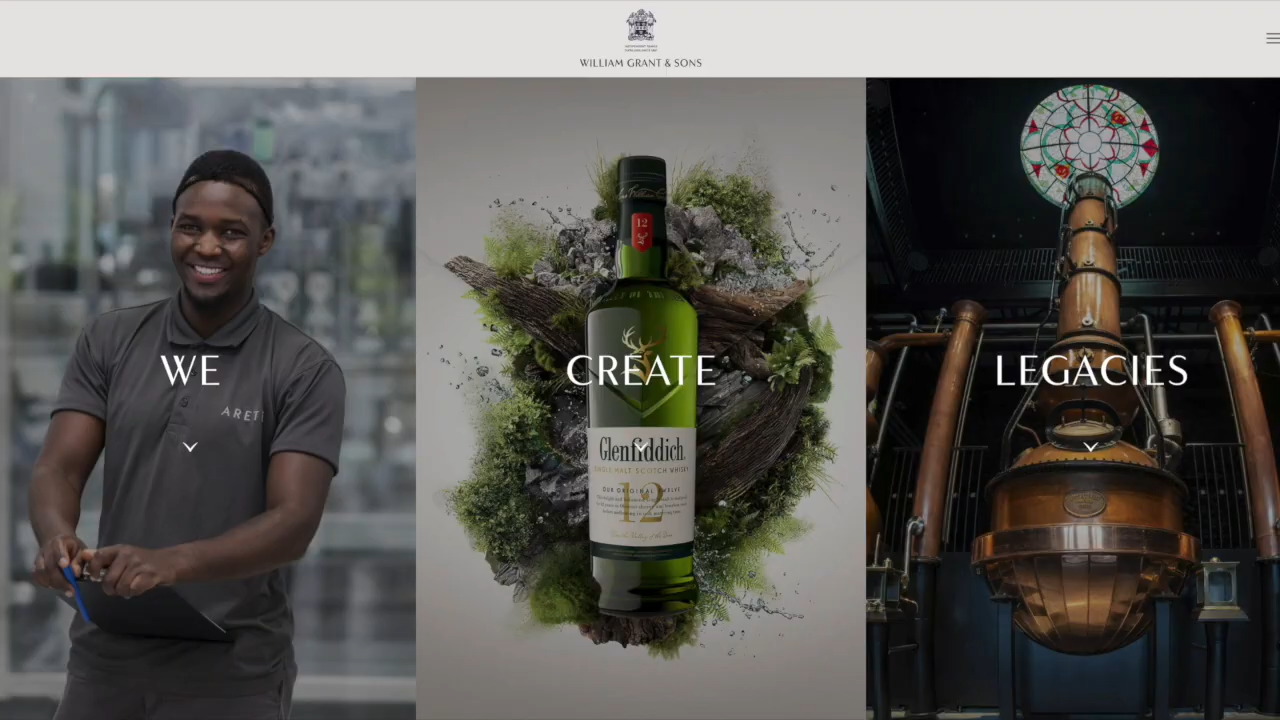 WILLIAM GRANT & SONS
WE
CREATE
LEGACIES
ARET
12
Glenfiddich.
SINGLE MALT SCOTCH WHISKY
OUR ORIGINAL TWELVE
12